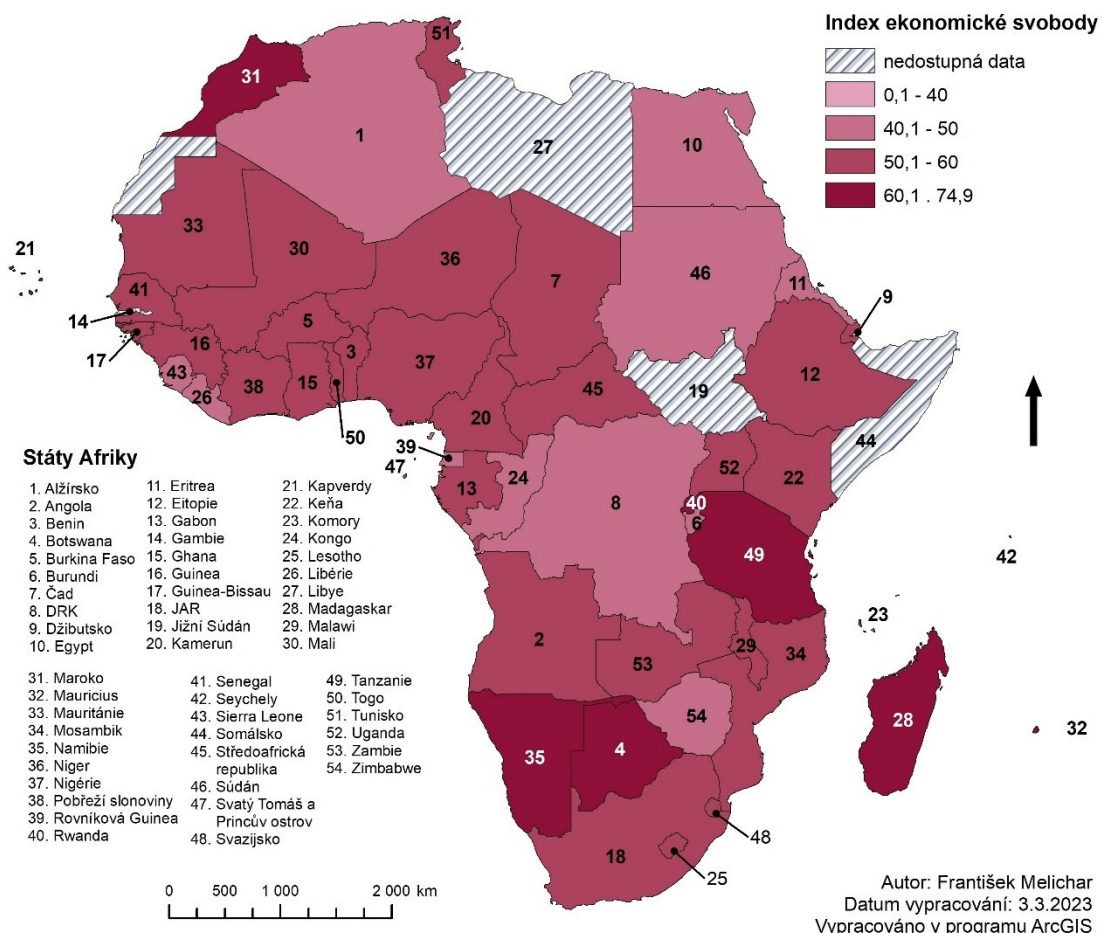 Index ekonomické svobody
nedostupná data
0,1 - 40
40,1 - 50
50,1 - 60
60,1 . 74,9
51
31
1
27
10
33
30
36
7
46
11
9
21
41
14
17
16
5
3
37
43
26
38
15
50
45
19
12
44
20
39
47
13
24
8
52
22
40
6
49
42
23
2
53
29
34
54
28
32
35
4
18
48
25
Státy Afriky
1. Alžírsko
2. Angola
3. Benin
4. Botswana
5. Burkina Faso
6. Burundi
7. Čad
8. DRK
9. Džibutsko
10. Egypt
11. Eritrea
12. Eitopie
13. Gabon
14. Gambie
15. Ghana
16. Guinea
17. Guinea-Bissau
18. JAR
19. Jižní Súdán
20. Kamerun
21. Kapverdy
22. Keňa
23. Komory
24. Kongo
25. Lesotho
26. Libérie
27. Libye
28. Madagaskar
29. Malawi
30. Mali
31. Maroko
32. Mauricius
33. Mauritánie
34. Mosambik
35. Namibie
36. Niger
37. Nigérie
38. Pobřeží slonoviny
39. Rovníková Guinea
40. Rwanda
41. Senegal
42. Seychely
43. Sierra Leone
44. Somálsko
45. Středoafrická
republika
46. Súdán
47. Svatý Tomáš a
Princův ostrov
48. Svazijsko
49. Tanzanie
50. Togo
51. Tunisko
52. Uganda
53. Zambie
54. Zimbabwe
0 500 1 000 2 000 km
Autor: František Melichar
Datum vypracování: 3.3.2023
Vypracováno v programu ArcGIS